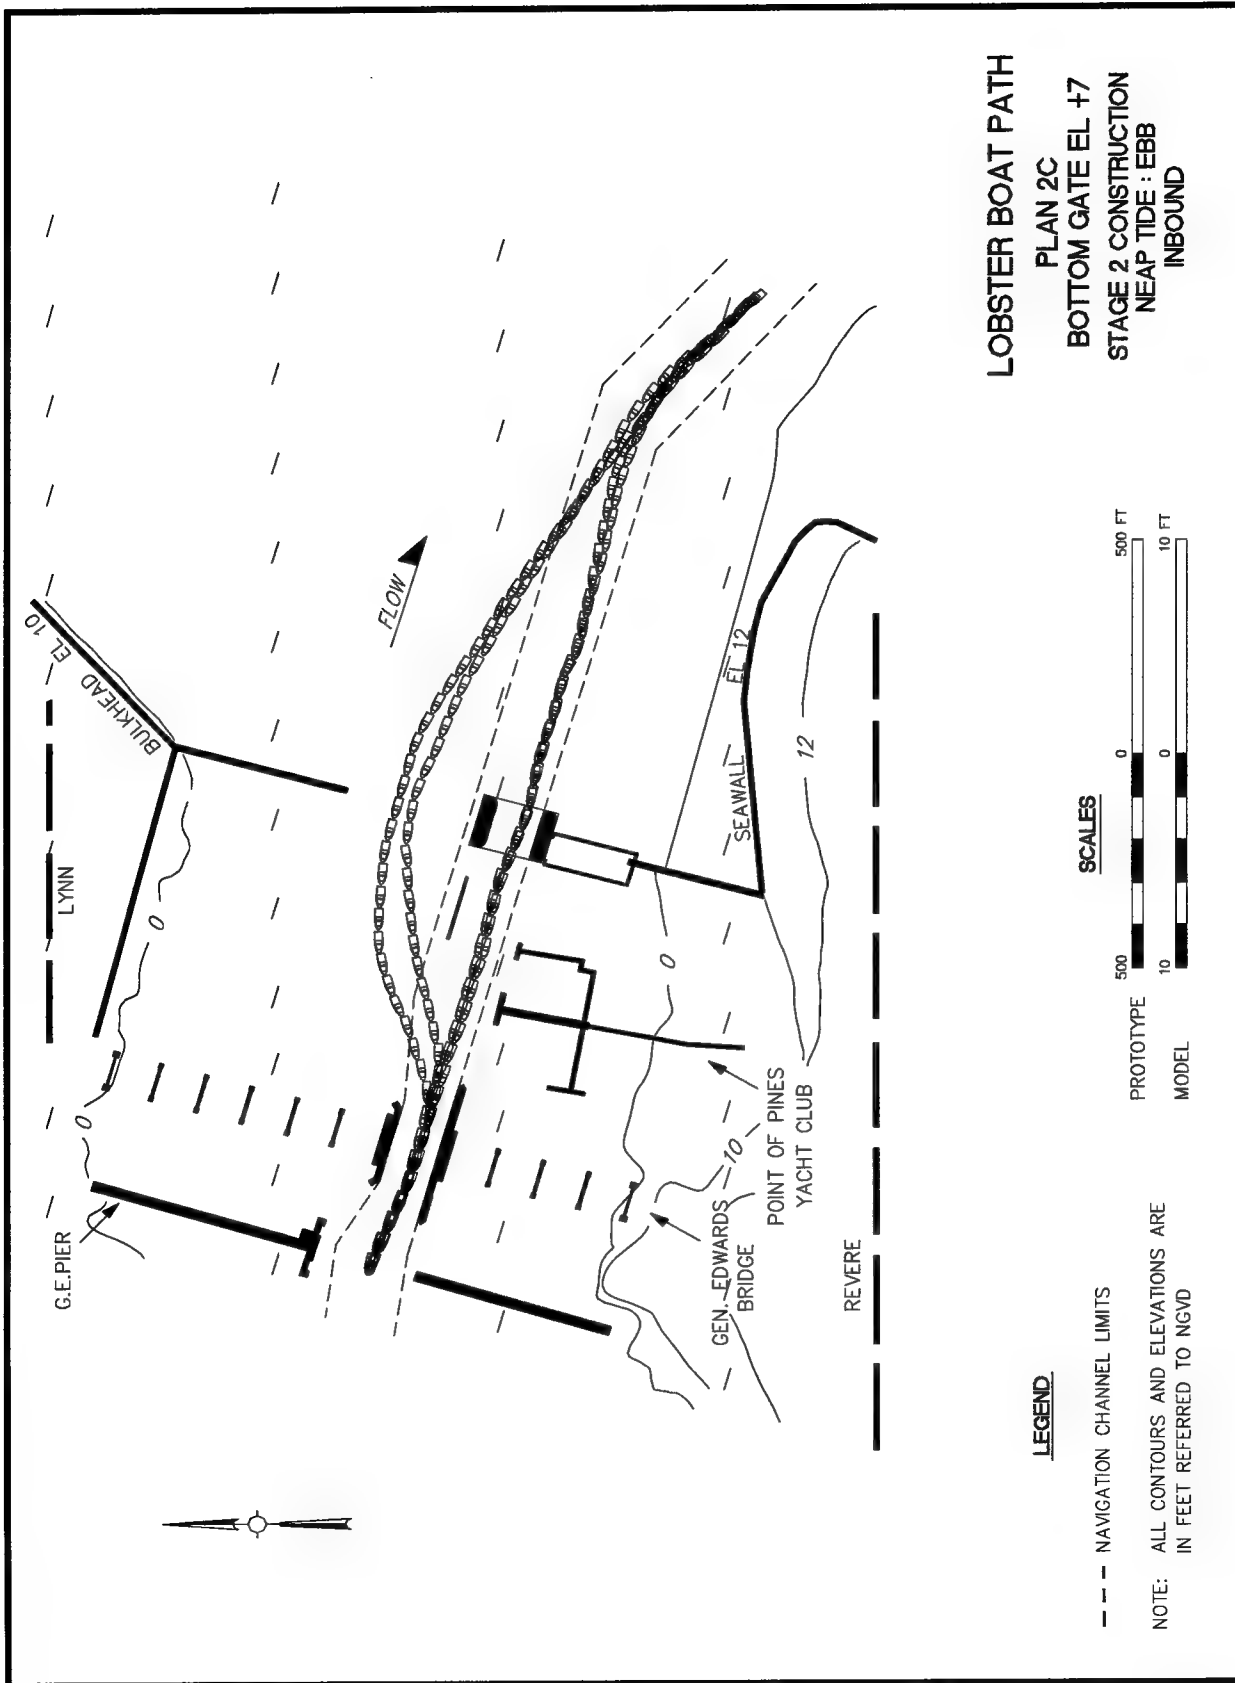 LYNN
G.E.PIER
BULKHEAD
EL 10
0
0
FLOW
0
EL 12
SEAWALL
12
10
POINT OF PINES
YACHT CLUB
GEN. EDWARDS
BRIDGE
REVERE
LEGEND
NAVIGATION CHANNEL LIMITS
NOTE: ALL CONTOURS AND ELEVATIONS ARE
IN FEET REFERRED TO NGVD
SCALES
PROTOTYPE 500 0 500 FT
MODEL 10 0 10 FT
LOBSTER BOAT PATH
PLAN 2C
BOTTOM GATE EL +7
STAGE 2 CONSTRUCTION
NEAP TIDE : EBB
INBOUND